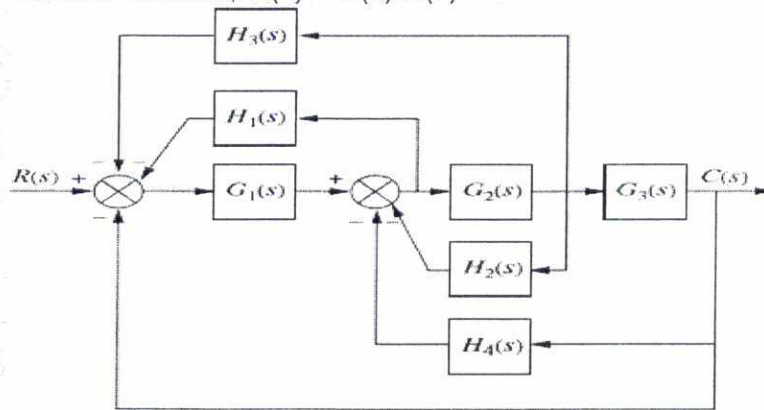 H₃(s)
H₁(s)
R(s) +
G₁(s)
+
G₂(s)
G₃(s)
C(s)
H₂(s)
H₄(s)